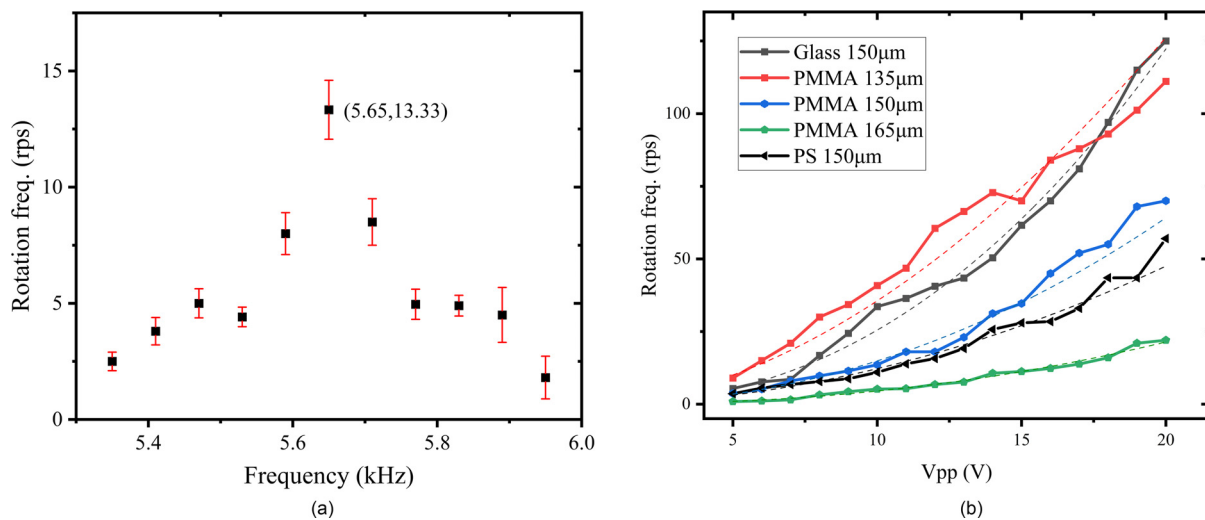 15
10
5
0
Rotation freq. (rps)
(5.65,13.33)
5.4
5.6
5.8
6.0
Frequency (kHz)
(a)
Glass 150μm
PMMA 135μm
PMMA 150μm
PMMA 165μm
PS 150μm
100
50
0
Rotation freq. (rps)
5
10
15
20
Vpp (V)
(b)